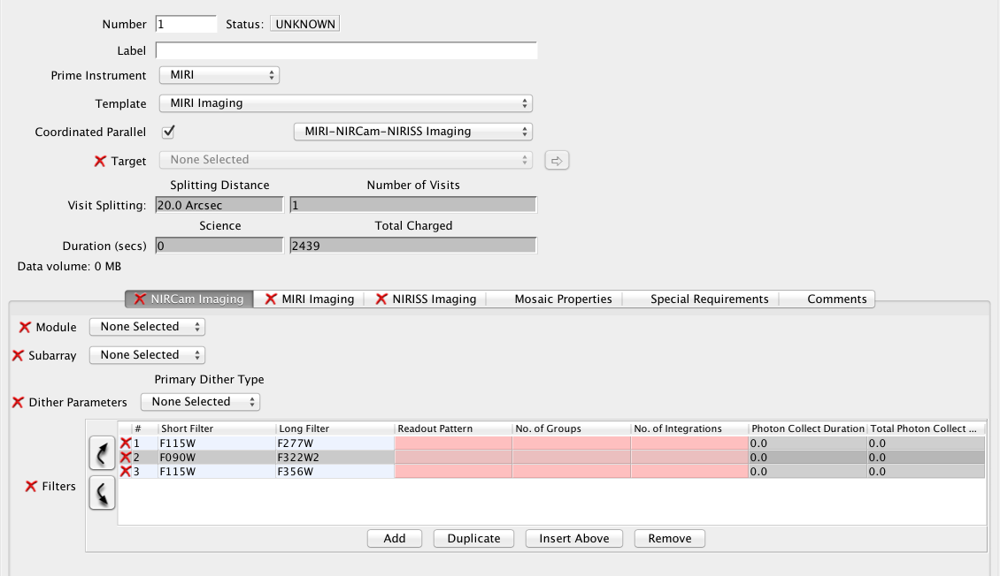 Number 1 Status: UNKNOWN
Label
Prime Instrument MIRI
Template MIRI Imaging
Coordinated Parallel MIRI-NIRCam-NIRISS Imaging
Target None Selected
Splitting Distance Number of Visits
Visit Splitting: 20.0 Arcsec 1
Science Total Charged
Duration (secs) 0 2439
Data volume: 0 MB
NIRCam Imaging MIRI Imaging NIRISS Imaging Mosaic Properties Special Requirements Comments
Module None Selected
Subarray None Selected
Primary Dither Type
Dither Parameters None Selected
# Short Filter Long Filter Readout Pattern No. of Groups No. of Integrations Photon Collect Duration Total Photon Collect ...
1 F115W F277W 0.0 0.0
2 F090W F322W2 0.0 0.0
3 F115W F356W 0.0 0.0
Filters
Add Duplicate Insert Above Remove